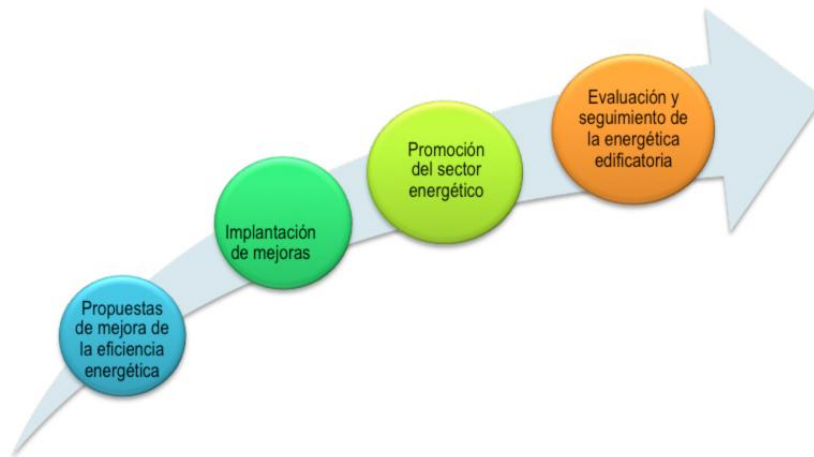 Propuestas
de mejora de
la eficiencia
energética
Implantación
de mejoras
Promoción
del sector
energético
Evaluación y
seguimiento de
la energética
edificatoria